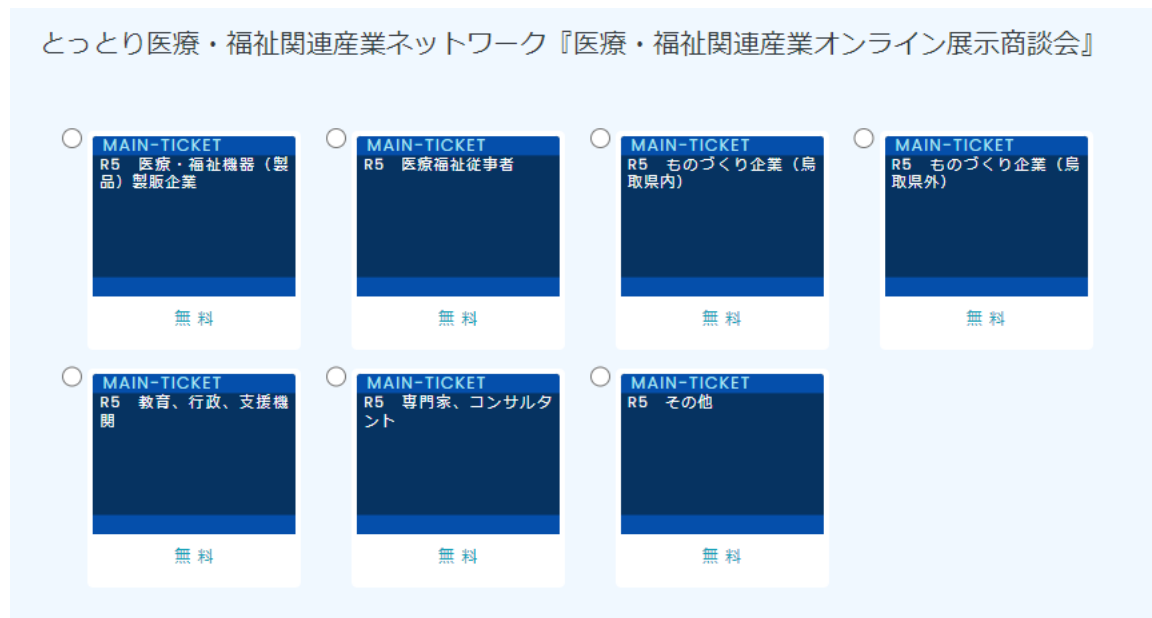 とっとり医療・福祉関連産業ネットワーク『医療・福祉関連産業オンライン展示商談会』
MAIN-TICKET
R5　医療・福祉機器（製
品）製販企業
無料
MAIN-TICKET
R5　医療福祉従事者
無料
MAIN-TICKET
R5　ものづくり企業（鳥
取県内）
無料
MAIN-TICKET
R5　ものづくり企業（鳥
取県外）
無料
MAIN-TICKET
R5　教育、行政、支援機
関
無料
MAIN-TICKET
R5　専門家、コンサルタ
ント
無料
MAIN-TICKET
R5　その他
無料